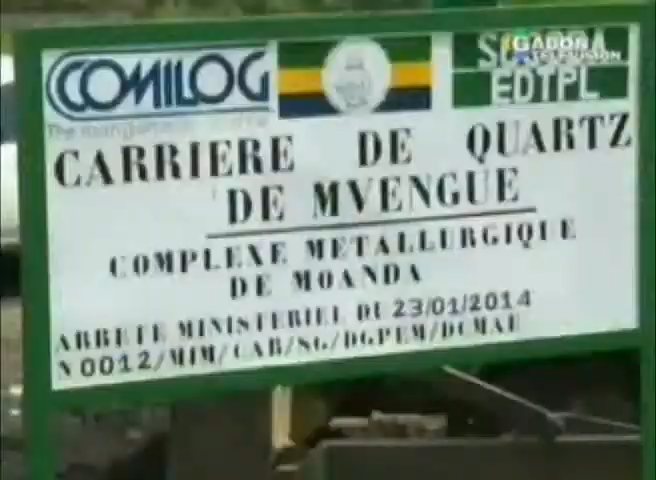 COMILOG
GABON
TELEVISION
EDTPL
CARRIERE DE QUARTZ
DE MVENGUE
COMPLEXE METALLURGIQUE
DE MOANDA
ARRETE MINISTERIEL DU 23/01/2014
N 0012/MIM/CAB/SG/DGPEM/DCMAE